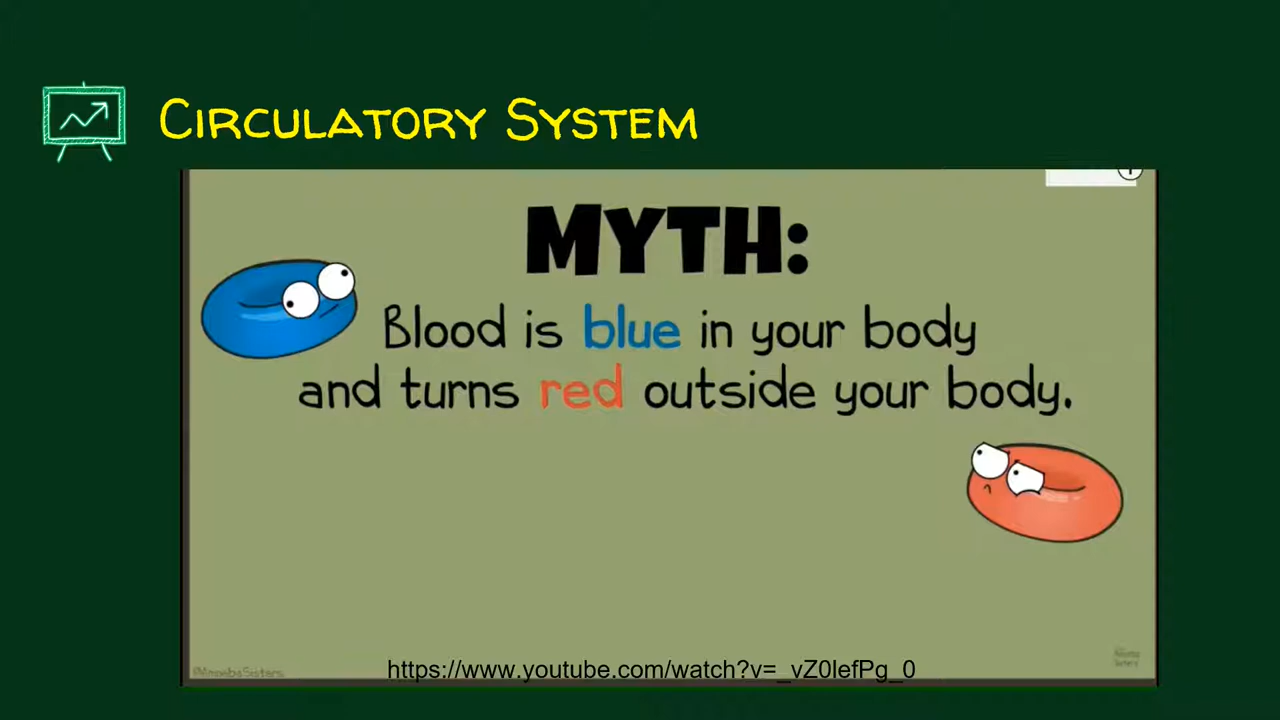 Circulatory System
MYTH:
Blood is blue in your body
and turns red outside your body.
https://www.youtube.com/watch?v=_vZ0lefPg_0